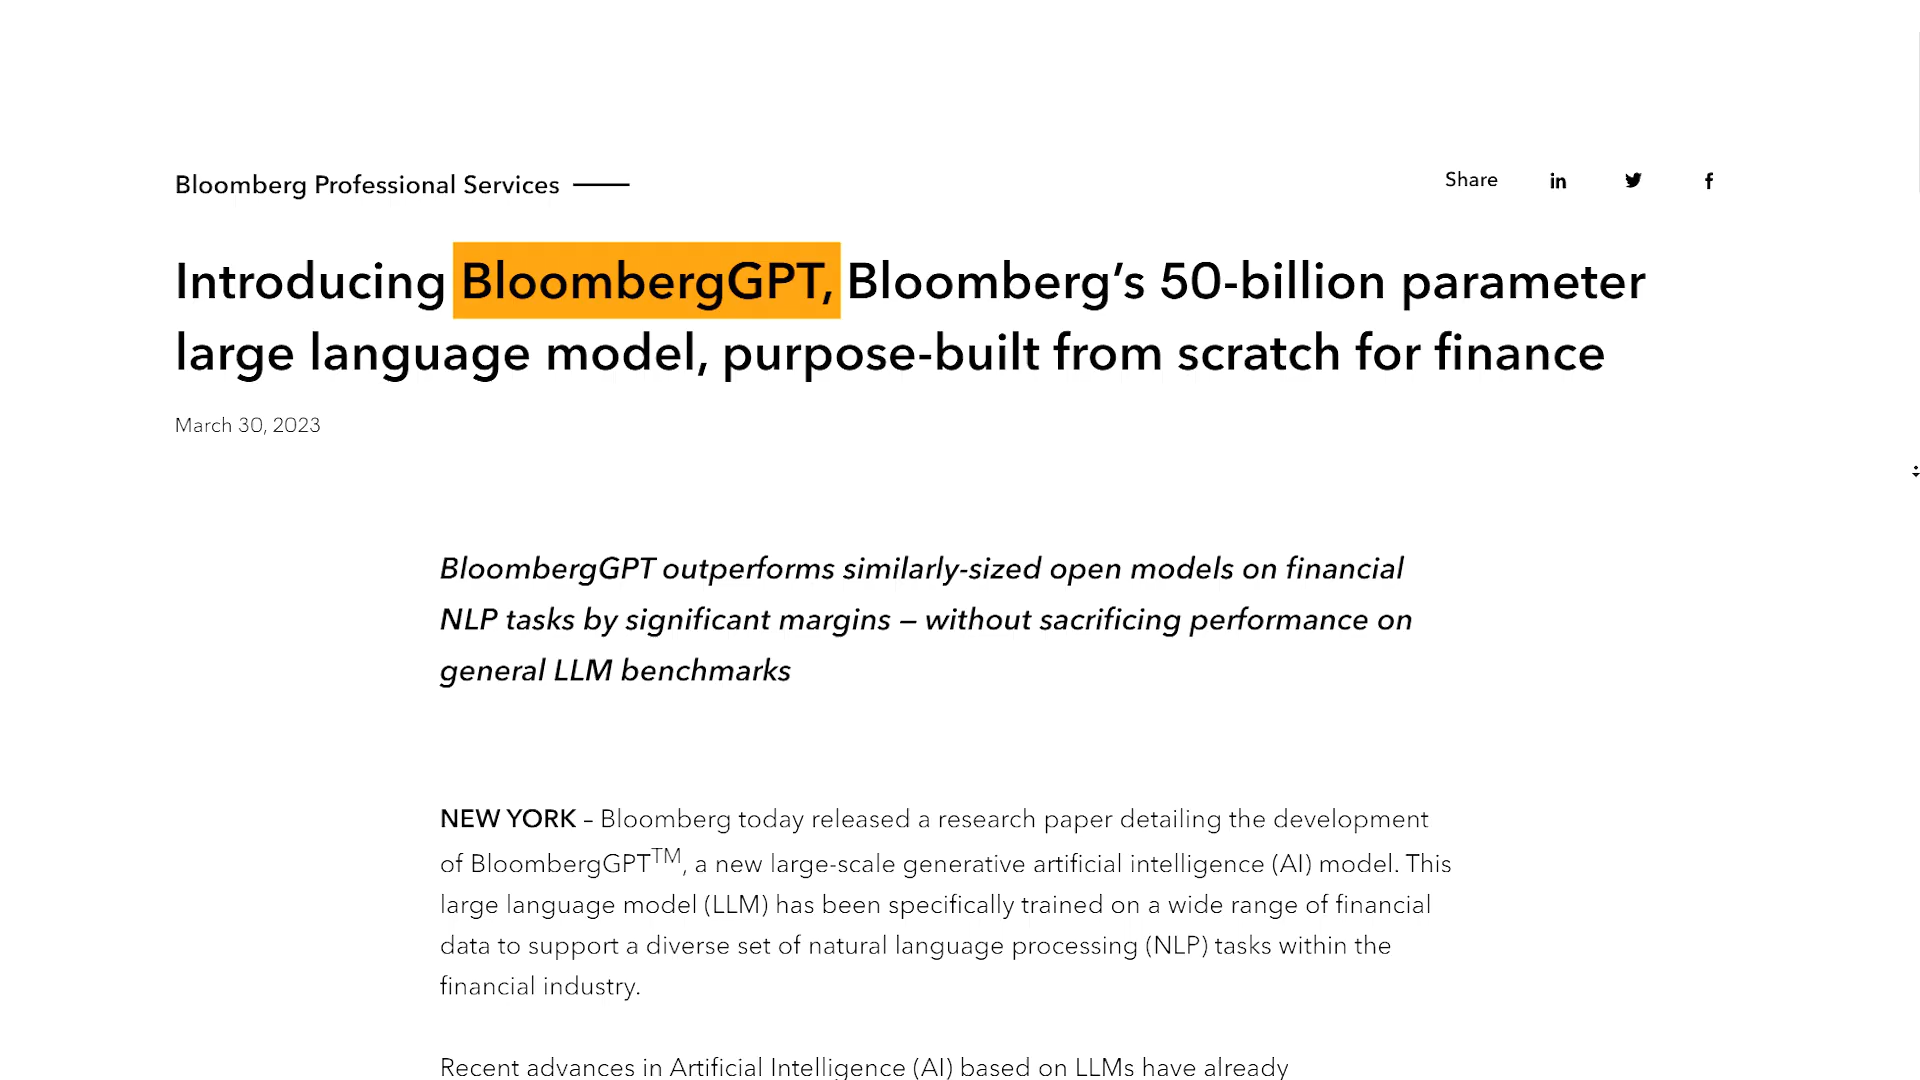 Bloomberg Professional Services
Share
Introducing BloombergGPT, Bloomberg’s 50-billion parameter
large language model, purpose-built from scratch for finance
March 30, 2023
BloombergGPT outperforms similarly-sized open models on financial
NLP tasks by significant margins – without sacrificing performance on
general LLM benchmarks
NEW YORK – Bloomberg today released a research paper detailing the development
of BloombergGPTTM, a new large-scale generative artificial intelligence (AI) model. This
large language model (LLM) has been specifically trained on a wide range of financial
data to support a diverse set of natural language processing (NLP) tasks within the
financial industry.
Recent advances in Artificial Intelligence (AI) based on LLMs have already